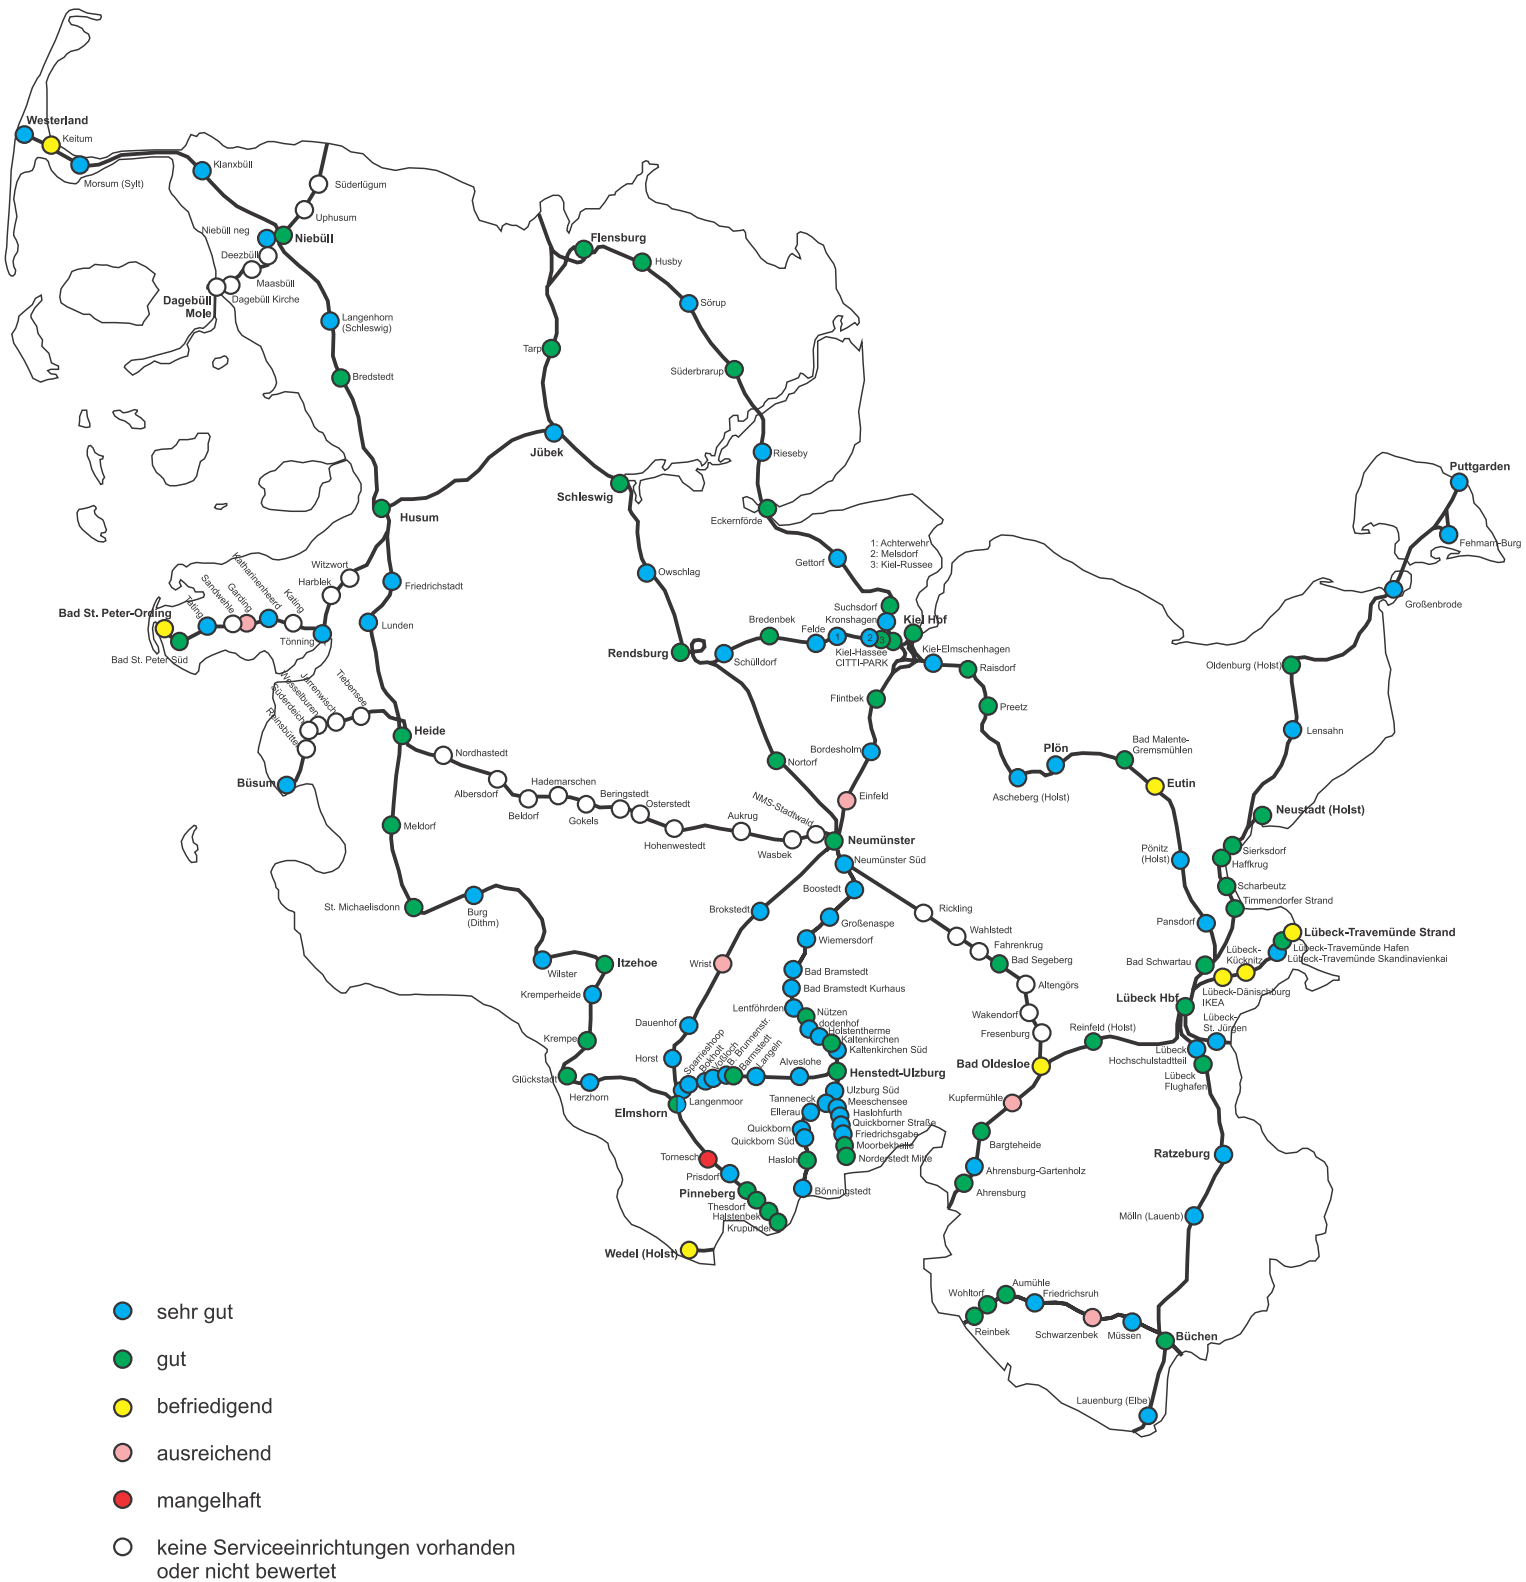 Westerland
Keitum
Morsum (Sylt)
Klanxbüll
Süderlügum
Uphusum
Niebüll neg
Niebüll
Deezbüll
Maasbüll
Dagebüll
Mole
Dagebüll Kirche
Langenhorn
(Schleswig)
Bredstedt
Flensburg
Husby
Sörup
Tarp
Süderbrarup
Jübek
Rieseby
Schleswig
Husum
Eckernförde
Puttgarden
Fehmarn-Burg
1: Achterwehr
2: Melsdorf
3: Kiel-Russee
Gettorf
Owschlag
Witzwort
Harblek
Friedrichstadt
Katharinenheerd
Garding
Sandwehle
Tating
Kating
Bad St. Peter-Ording
Bad St. Peter Süd
Tönning
Lunden
Großenbrode
Suchsdorf
Kronshagen
Kiel Hbf
Bredenbek
Felde
1
2
3
Kiel-Hassee
CITTI-PARK
Kiel-Elmschenhagen
Rendsburg
Schülldorf
Raisdorf
Oldenburg (Holst)
Tiebensee
Jarrenwisch
Wesselburen
Süderdeich
Reinsbüttel
Flintbek
Preetz
Heide
Nordhastedt
Büsum
Albersdorf
Beldorf
Hademarschen
Gokels
Beringstedt
Osterstedt
Hohenwestedt
Aukrug
Wasbek
NMS-Stadtwald
Nortorf
Bordesholm
Einfeld
Neumünster
Plön
Ascheberg (Holst)
Bad Malente-
Gremsmühlen
Eutin
Lensahn
Neustadt (Holst)
Meldorf
Neumünster Süd
Pönitz
(Holst)
Sierksdorf
Haffkrug
Scharbeutz
Timmendorfer Strand
St. Michaelisdonn
Burg
(Dithm)
Brokstedt
Boostedt
Großenaspe
Wiemersdorf
Rickling
Wahlstedt
Fahrenkrug
Bad Segeberg
Pansdorf
Lübeck-Travemünde Strand
Lübeck-Travemünde Hafen
Lübeck-Travemünde Skandinavienkai
Lübeck-
Kücknitz
Bad Schwartau
Wilster
Itzehoe
Wrist
Bad Bramstedt
Bad Bramstedt Kurhaus
Altengörs
Lübeck-Dänischburg
IKEA
Lübeck Hbf
Kremperheide
Lentföhrden
Nützen
dodenhof
Holstentherme
Kaltenkirchen
Kaltenkirchen Süd
Wakendorf
Fresenburg
Reinfeld (Holst)
Lübeck-
St. Jürgen
Lübeck
Hochschulstadtteil
Lübeck
Flughafen
Krempe
Dauenhof
Horst
Sparrieshoop
Bokholt
Voßloch
B. Brunnenstr.
Barmstedt
Langeln
Alveslohe
Henstedt-Ulzburg
Bad Oldesloe
Glückstadt
Herzhorn
Elmshorn
Langenmoor
Ulzburg Süd
Tanneck
Meeschensee
Ellerau
Haslohfurth
Quickborn
Quickborner Straße
Quickborn Süd
Friedrichsgabe
Moorbekhalle
Hasloh
Norderstedt Mitte
Bönningstedt
Kupfermühle
Bargteheide
Ahrensburg-Gartenholz
Ahrensburg
Tornesch
Prisdorf
Pinneberg
Thesdorf
Halstenbek
Krupunder
Wedel (Holst)
Ratzeburg
Mölln (Lauenb)
Wohltorf
Aumühle
Friedrichsruh
Reinbek
Schwarzenbek
Müssen
Büchen
Lauenburg (Elbe)
sehr gut
gut
befriedigend
ausreichend
mangelhaft
keine Serviceeinrichtungen vorhanden
oder nicht bewertet